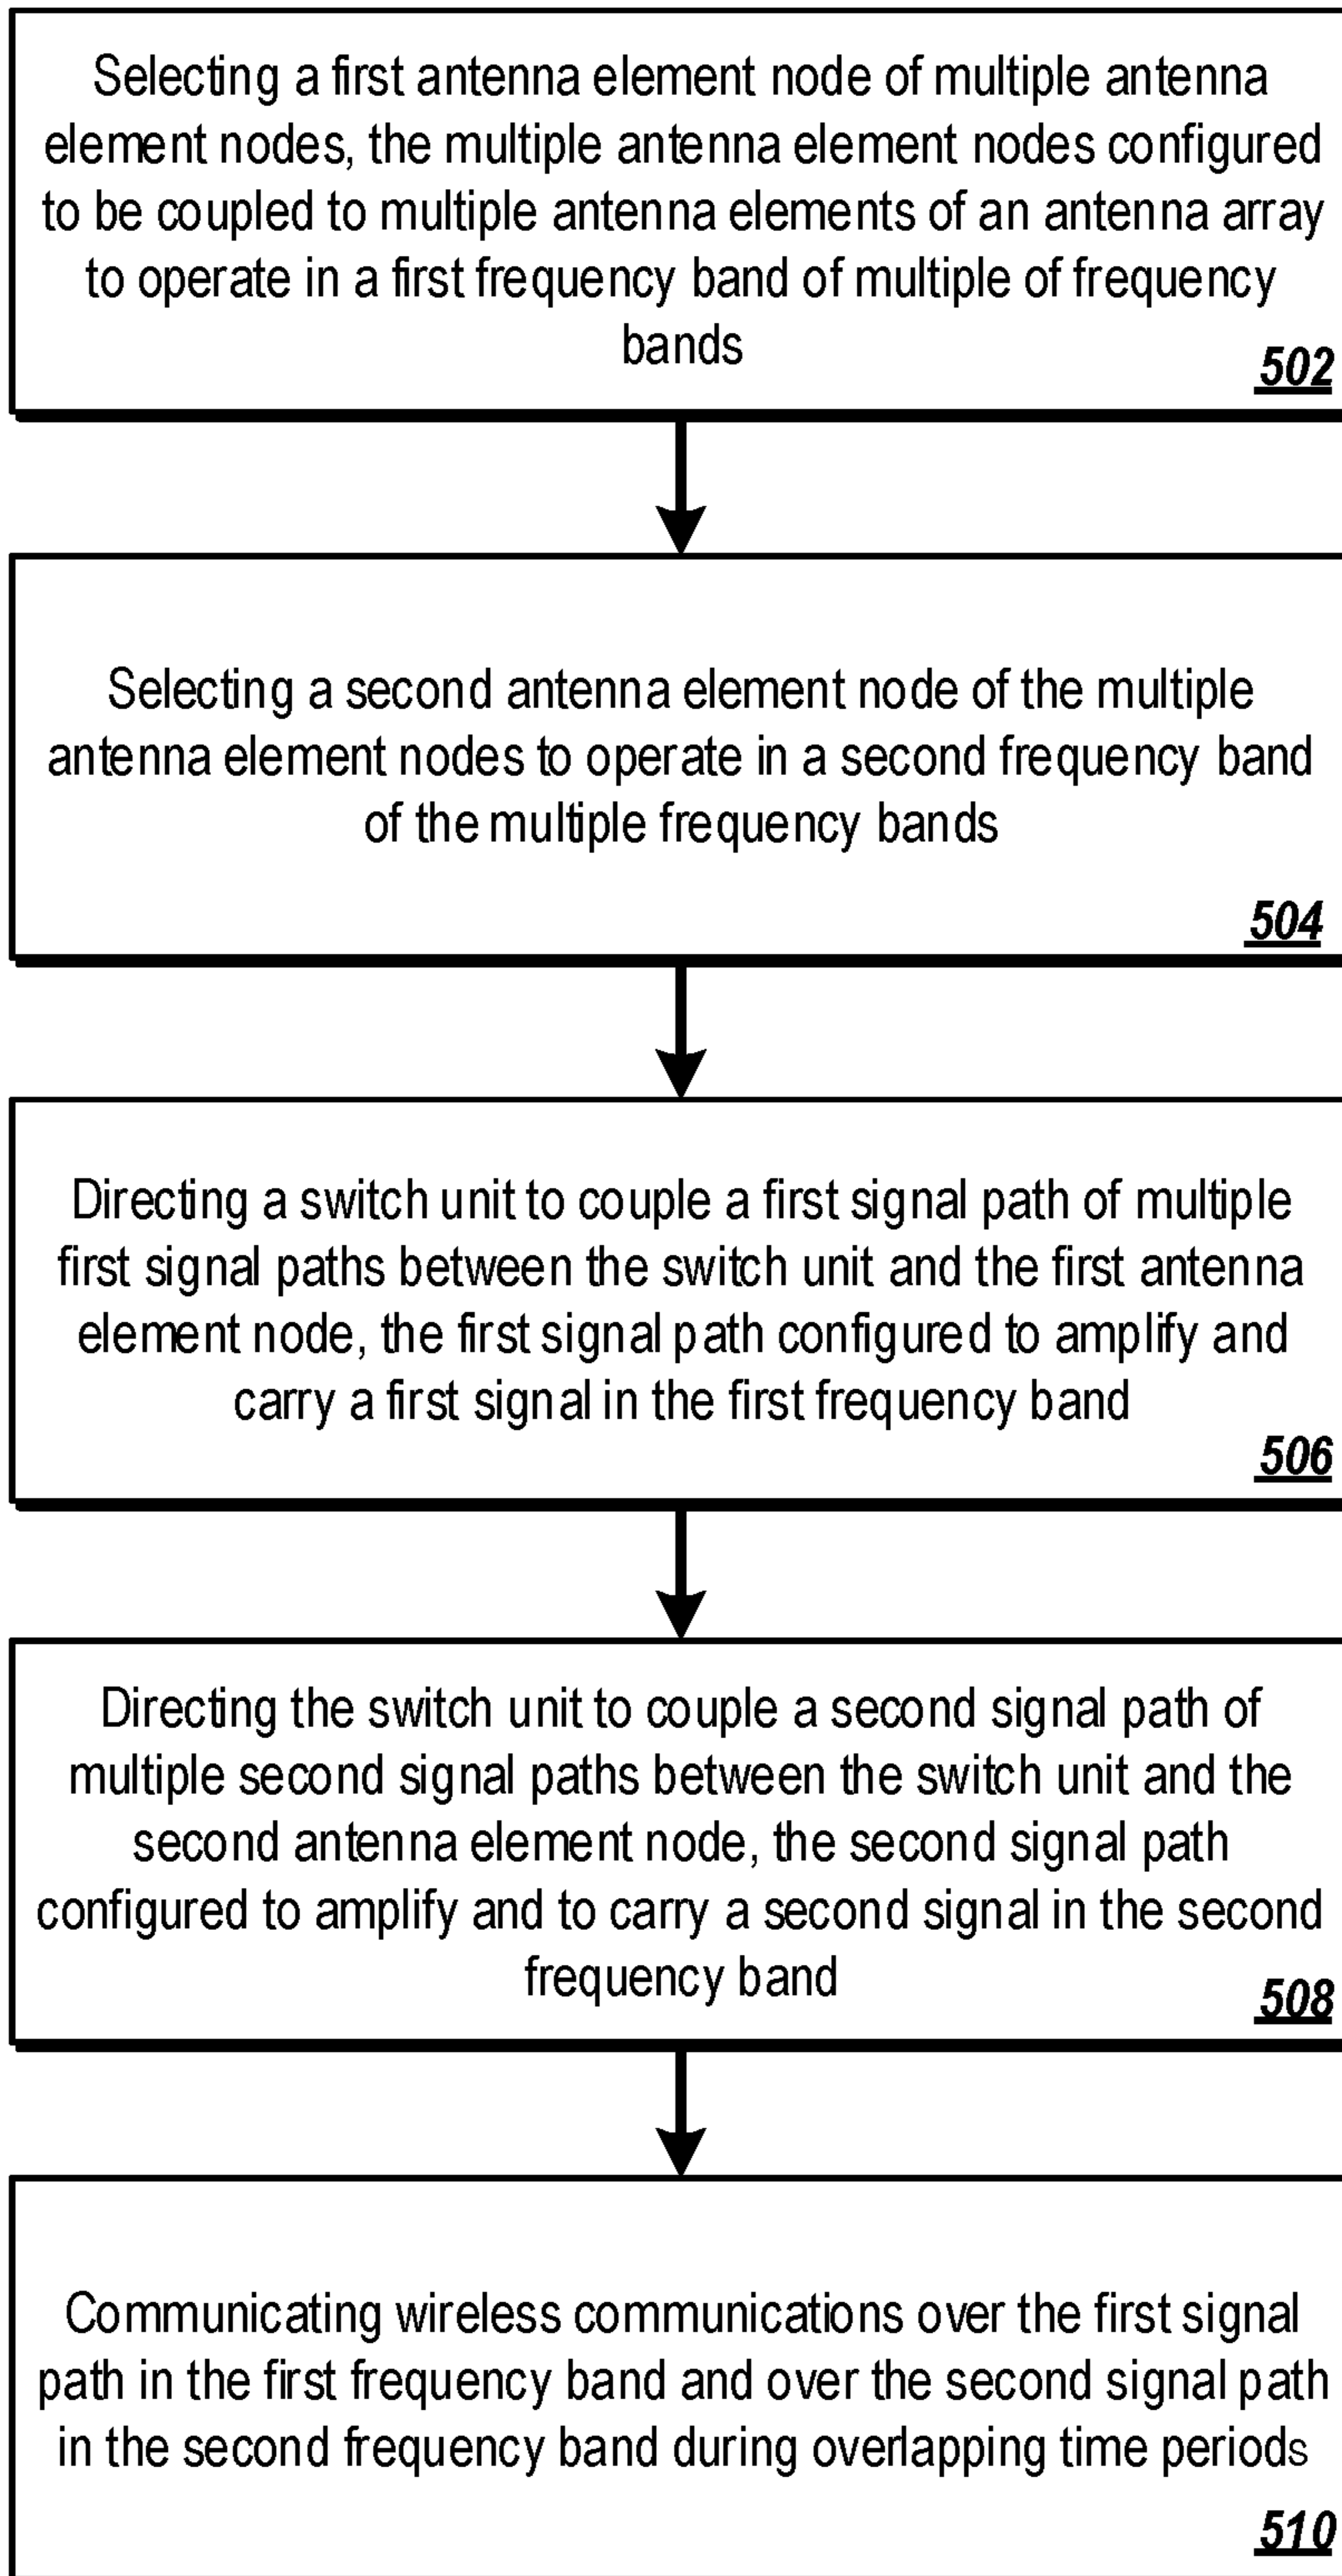 Selecting a first antenna element node of multiple antenna
element nodes, the multiple antenna element nodes configured
to be coupled to multiple antenna elements of an antenna array
to operate in a first frequency band of multiple of frequency
bands
502
Selecting a second antenna element node of the multiple
antenna element nodes to operate in a second frequency band
of the multiple frequency bands
504
Directing a switch unit to couple a first signal path of multiple
first signal paths between the switch unit and the first antenna
element node, the first signal path configured to amplify and
carry a first signal in the first frequency band
506
Directing the switch unit to couple a second signal path of
multiple second signal paths between the switch unit and the
second antenna element node, the second signal path
configured to amplify and to carry a second signal in the second
frequency band
508
Communicating wireless communications over the first signal
path in the first frequency band and over the second signal path
in the second frequency band during overlapping time periods
510